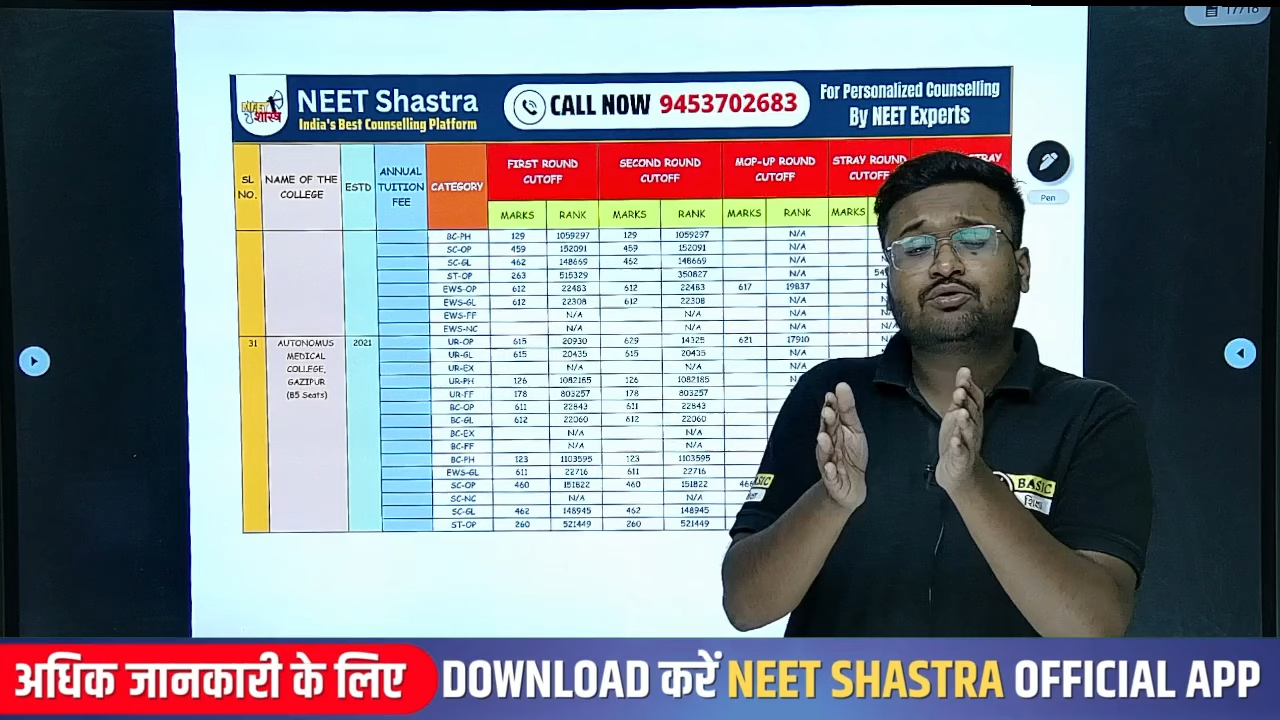 17/18
NEET शास्त्र
NEET Shastra
India's Best Counselling Platform
CALL NOW 9453702683
For Personalized Counselling
By NEET Experts
SL NO. NAME OF THE COLLEGE ESTD ANNUAL TUITION FEE CATEGORY FIRST ROUND CUTOFF SECOND ROUND CUTOFF MOP-UP ROUND CUTOFF STRAY ROUND
MARKS RANK MARKS RANK MARKS RANK MARKS
BC-PH 129 1059297 129 1059297 N/A
SC-OP 459 152091 459 152091 N/A
SC-GL 462 148669 462 148669 N/A
ST-OP 263 515329 350827 N/A
EWS-OP 612 22483 612 22483 617 19837
EWS-GL 612 22308 612 22308 N/A
EWS-FF N/A N/A N/A
EWS-NC N/A N/A N/A
31 AUTONOMUS MEDICAL COLLEGE, GAZIPUR (85 Seats) 2021 UR-OP 615 20930 629 14325 621 17910
UR-GL 615 20435 615 20435 N/A
UR-EX N/A N/A N/A
UR-PH 126 1082185 126 1082185
UR-FF 178 803257 178 803257
BC-OP 611 22843 611 22843
BC-GL 612 22060 612 22060
BC-EX N/A N/A
BC-FF N/A N/A
BC-PH 123 1103595 123 1103595
EWS-GL 611 22716 611 22716
SC-OP 460 151822 460 151822
SC-NC N/A N/A
SC-GL 462 148945 462 148945
ST-OP 260 521449 260 521449
Pen
BASIC
शिक्षा
अधिक जानकारी के लिए DOWNLOAD करें NEET SHASTRA OFFICIAL APP